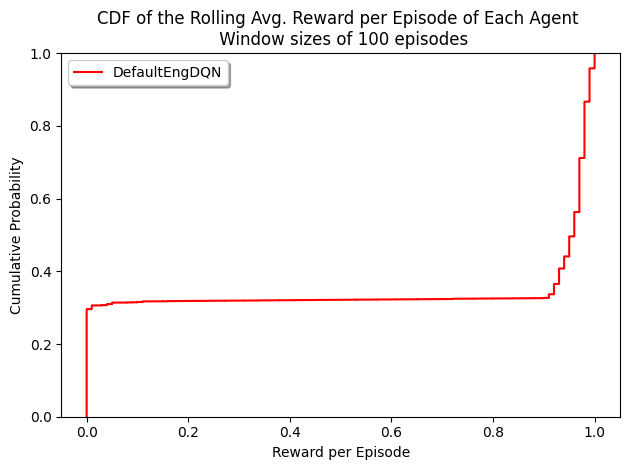 CDF of the Rolling Avg. Reward per Episode of Each Agent
Window sizes of 100 episodes
DefaultEngDQN
Cumulative Probability
1.0
0.8
0.6
0.4
0.2
0.0
0.0 0.2 0.4 0.6 0.8 1.0
Reward per Episode